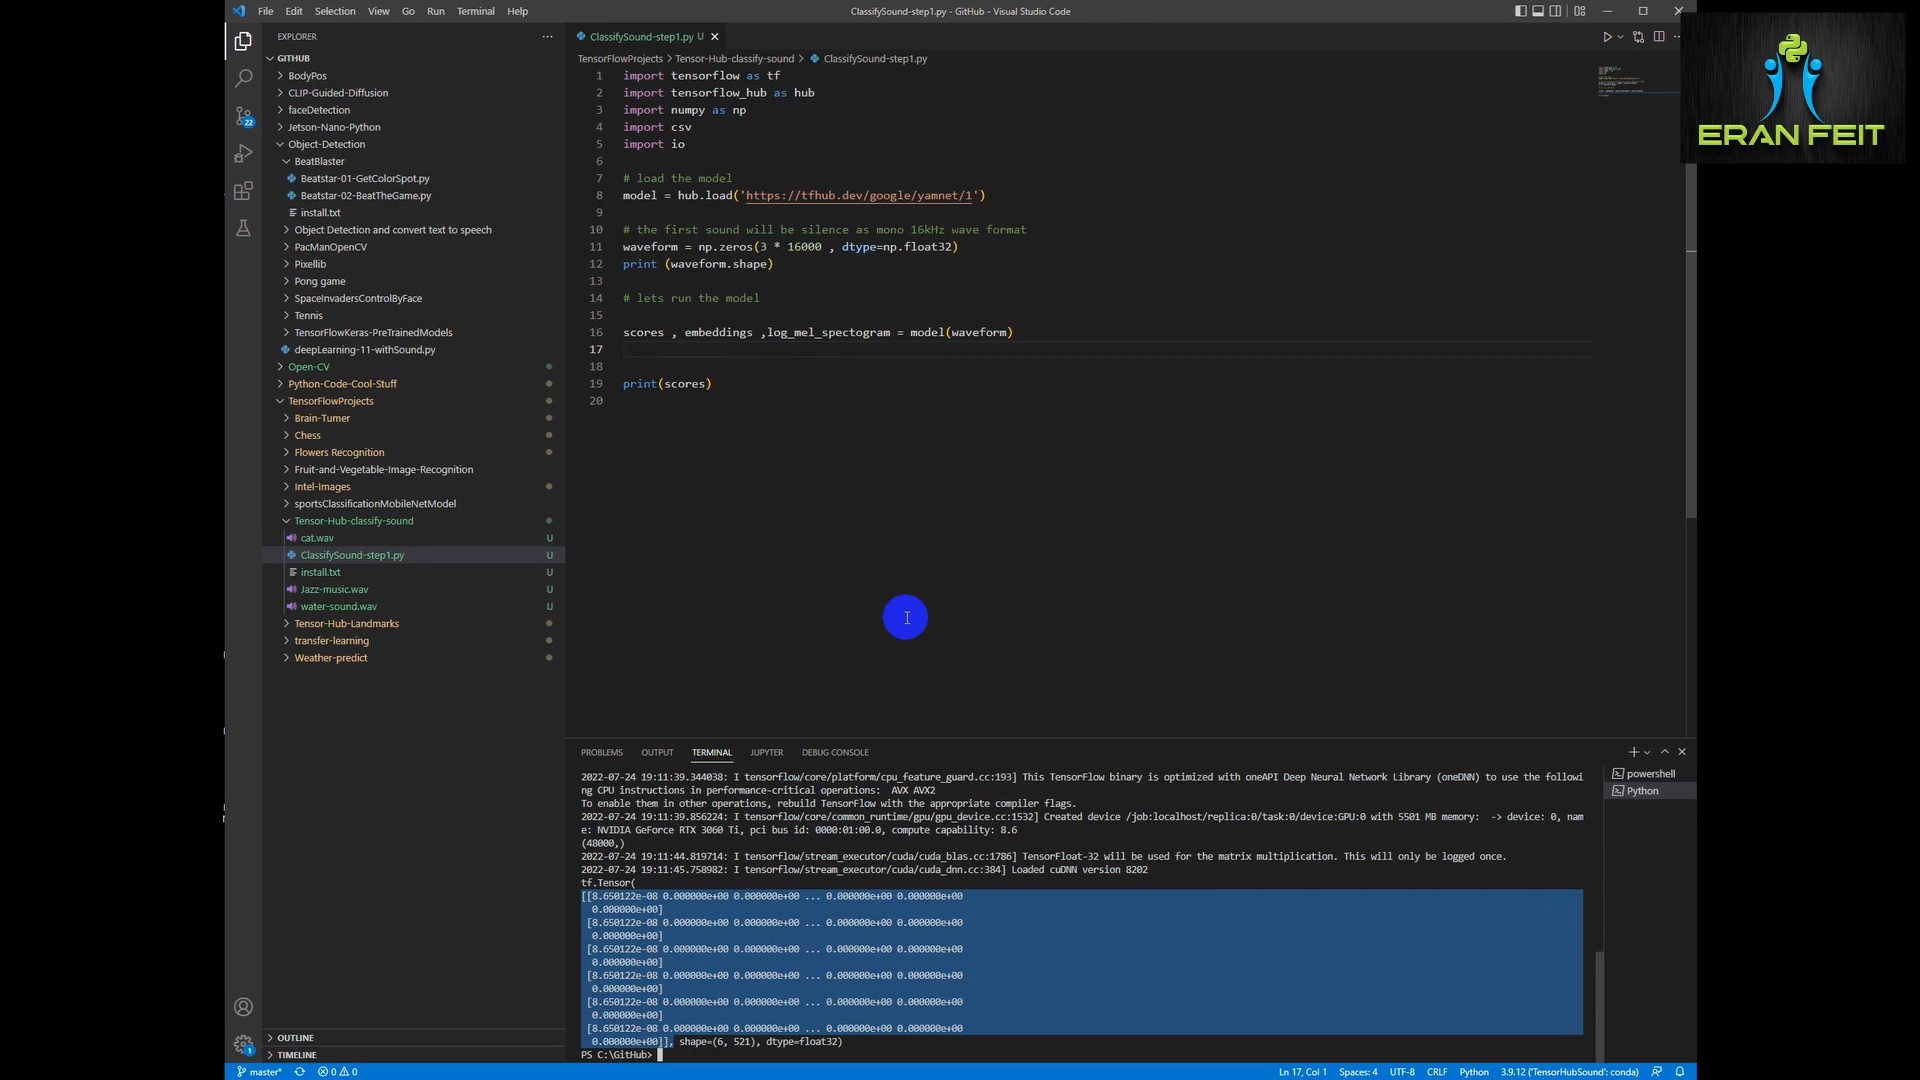 File Edit Selection View Go Run Terminal Help
ClassifySound-step1.py - GitHub - Visual Studio Code
EXPLORER
GITHUB
BodyPos
CLIP-Guided-Diffusion
faceDetection
Jetson-Nano-Python
Object-Detection
BeatBlaster
Beatstar-01-GetColorSpot.py
Beatstar-02-BeatTheGame.py
install.txt
Object Detection and convert text to speech
PacManOpenCV
Pixellib
Pong game
SpaceInvadersControlByFace
Tennis
TensorFlowKeras-PreTrainedModels
deepLearning-11-withSound.py
Open-CV
Python-Code-Cool-Stuff
TensorFlowProjects
Brain-Tumer
Chess
Flowers Recognition
Fruit-and-Vegetable-Image-Recognition
Intel-Images
sportsClassificationMobileNetModel
Tensor-Hub-classify-sound
cat.wav U
ClassifySound-step1.py U
install.txt U
Jazz-music.wav U
water-sound.wav U
Tensor-Hub-Landmarks
transfer-learning
Weather-predict
OUTLINE
TIMELINE
22
1
ClassifySound-step1.py U
TensorFlowProjects > Tensor-Hub-classify-sound > ClassifySound-step1.py
1 import tensorflow as tf
2 import tensorflow_hub as hub
3 import numpy as np
4 import csv
5 import io
6
7 # load the model
8 model = hub.load('https://tfhub.dev/google/yamnet/1')
9
10 # the first sound will be silence as mono 16kHz wave format
11 waveform = np.zeros(3 * 16000 , dtype=np.float32)
12 print (waveform.shape)
13
14 # lets run the model
15
16 scores , embeddings ,log_mel_spectogram = model(waveform)
17
18
19 print(scores)
20
ERAN FEIT
PROBLEMS OUTPUT TERMINAL JUPYTER DEBUG CONSOLE
powershell
Python
2022-07-24 19:11:39.344038: I tensorflow/core/platform/cpu_feature_guard.cc:193] This TensorFlow binary is optimized with oneAPI Deep Neural Network Library (oneDNN) to use the followi
ng CPU instructions in performance-critical operations:  AVX AVX2
To enable them in other operations, rebuild TensorFlow with the appropriate compiler flags.
2022-07-24 19:11:39.856224: I tensorflow/core/common_runtime/gpu/gpu_device.cc:1532] Created device /job:localhost/replica:0/task:0/device:GPU:0 with 5501 MB memory:  -> device: 0, nam
e: NVIDIA GeForce RTX 3060 Ti, pci bus id: 0000:01:00.0, compute capability: 8.6
(48000,)
2022-07-24 19:11:44.819714: I tensorflow/stream_executor/cuda/cuda_blas.cc:1786] TensorFloat-32 will be used for the matrix multiplication. This will only be logged once.
2022-07-24 19:11:45.758982: I tensorflow/stream_executor/cuda/cuda_dnn.cc:384] Loaded cuDNN version 8202
tf.Tensor(
[[8.650122e-08 0.000000e+00 0.000000e+00 ... 0.000000e+00 0.000000e+00
0.000000e+00]
[8.650122e-08 0.000000e+00 0.000000e+00 ... 0.000000e+00 0.000000e+00
0.000000e+00]
[8.650122e-08 0.000000e+00 0.000000e+00 ... 0.000000e+00 0.000000e+00
0.000000e+00]
[8.650122e-08 0.000000e+00 0.000000e+00 ... 0.000000e+00 0.000000e+00
0.000000e+00]
[8.650122e-08 0.000000e+00 0.000000e+00 ... 0.000000e+00 0.000000e+00
0.000000e+00]
[8.650122e-08 0.000000e+00 0.000000e+00 ... 0.000000e+00 0.000000e+00
0.000000e+00]], shape=(6, 521), dtype=float32)
PS C:\GitHub>
master* 0 0 Ln 17, Col 1 Spaces: 4 UTF-8 CRLF Python 3.9.12 ('TensorHubSound': conda)